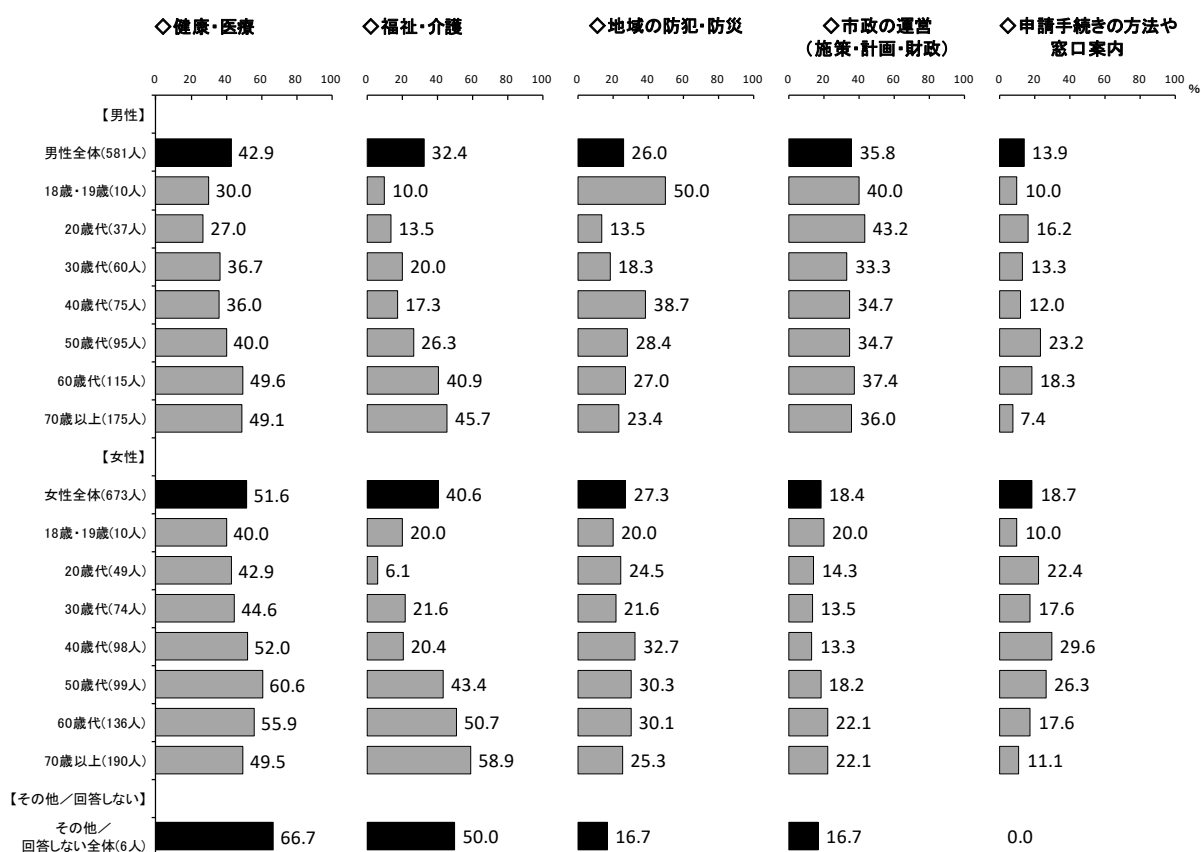 ◇健康・医療 ◇福祉・介護 ◇地域の防犯・防災 ◇市政の運営 ◇申請手続きの方法や
(施策・計画・財政) 窓口案内
0 20 40 60 80 100 0 20 40 60 80 100 0 20 40 60 80 100 0 20 40 60 80 100 0 20 40 60 80 100
%
【男性】
男性全体(581人) 42.9 32.4 26.0 35.8 13.9
18歳・19歳(10人) 30.0 10.0 50.0 40.0 10.0
20歳代(37人) 27.0 13.5 13.5 43.2 16.2
30歳代(60人) 36.7 20.0 18.3 33.3 13.3
40歳代(75人) 36.0 17.3 38.7 34.7 12.0
50歳代(95人) 40.0 26.3 28.4 34.7 23.2
60歳代(115人) 49.6 40.9 27.0 37.4 18.3
70歳以上(175人) 49.1 45.7 23.4 36.0 7.4
【女性】
女性全体(673人) 51.6 40.6 27.3 18.4 18.7
18歳・19歳(10人) 40.0 20.0 20.0 20.0 10.0
20歳代(49人) 42.9 6.1 24.5 14.3 22.4
30歳代(74人) 44.6 21.6 21.6 13.5 17.6
40歳代(98人) 52.0 20.4 32.7 13.3 29.6
50歳代(99人) 60.6 43.4 30.3 18.2 26.3
60歳代(136人) 55.9 50.7 30.1 22.1 17.6
70歳以上(190人) 49.5 58.9 25.3 22.1 11.1
【その他/回答しない】
その他/
回答しない全体(6人) 66.7 50.0 16.7 16.7 0.0